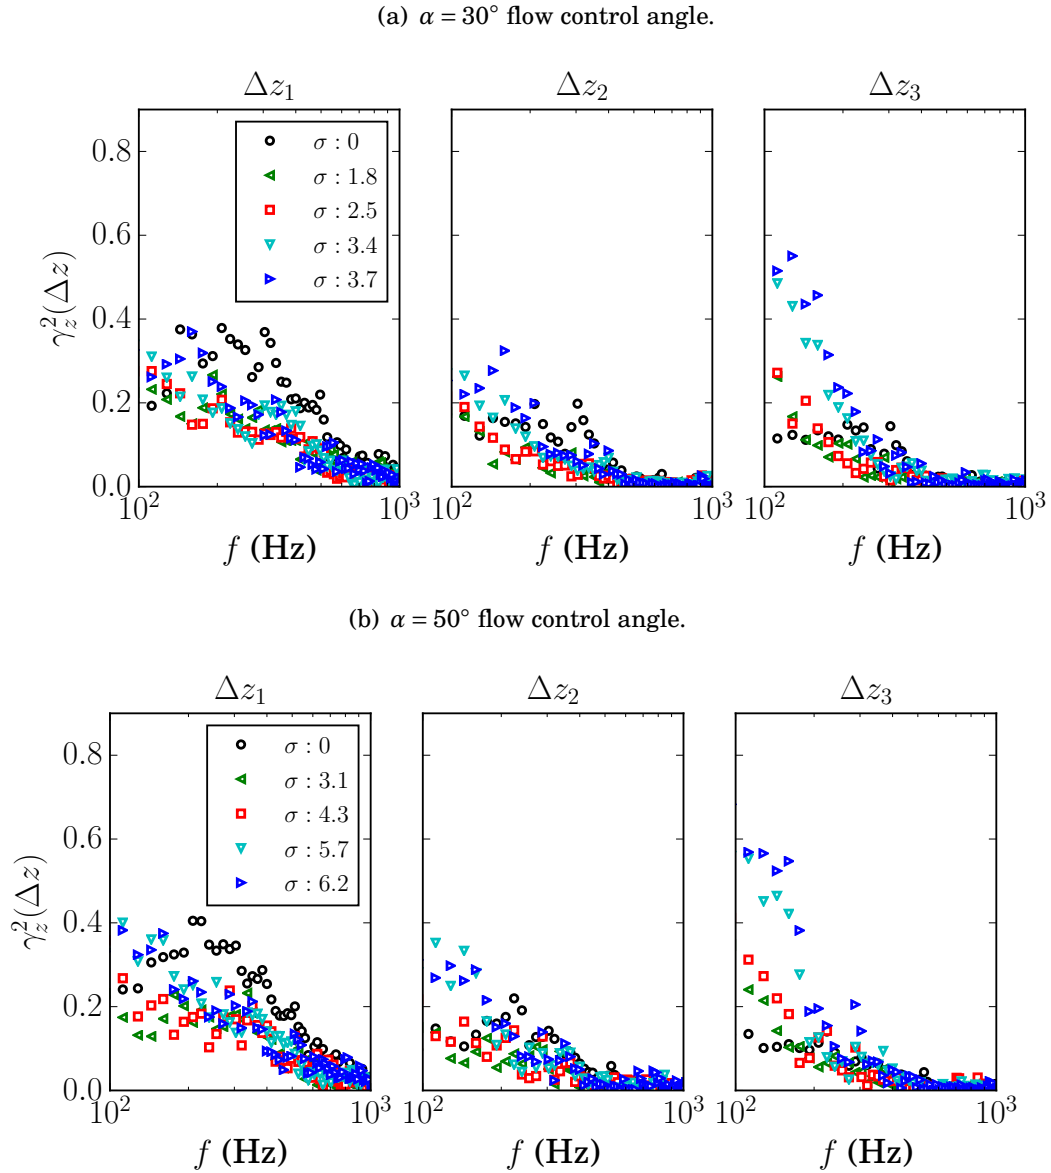 (a) α = 30° flow control angle.
Δz₁ Δz₂ Δz₃
γ²_z(Δz)
0.8
0.6
0.4
0.2
0.0
σ : 0
σ : 1.8
σ : 2.5
σ : 3.4
σ : 3.7
10² 10³ 10² 10³ 10² 10³
f (Hz) f (Hz) f (Hz)
(b) α = 50° flow control angle.
Δz₁ Δz₂ Δz₃
γ²_z(Δz)
0.8
0.6
0.4
0.2
0.0
σ : 0
σ : 3.1
σ : 4.3
σ : 5.7
σ : 6.2
10² 10³ 10² 10³ 10² 10³
f (Hz) f (Hz) f (Hz)